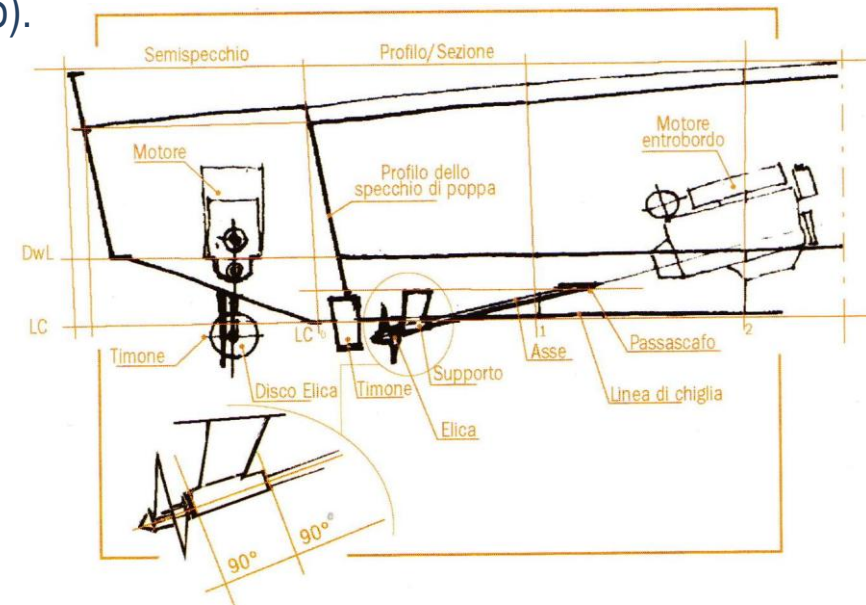 o).
Semispecchio
Profilo/Sezione
Motore
Profilo dello
specchio di poppa
Motore
entrobordo
DwL
LC
LC
0
1
2
Timone
Disco Elica
Timone
Supporto
Elica
Asse
Passascafo
Linea di chiglia
90°
90°